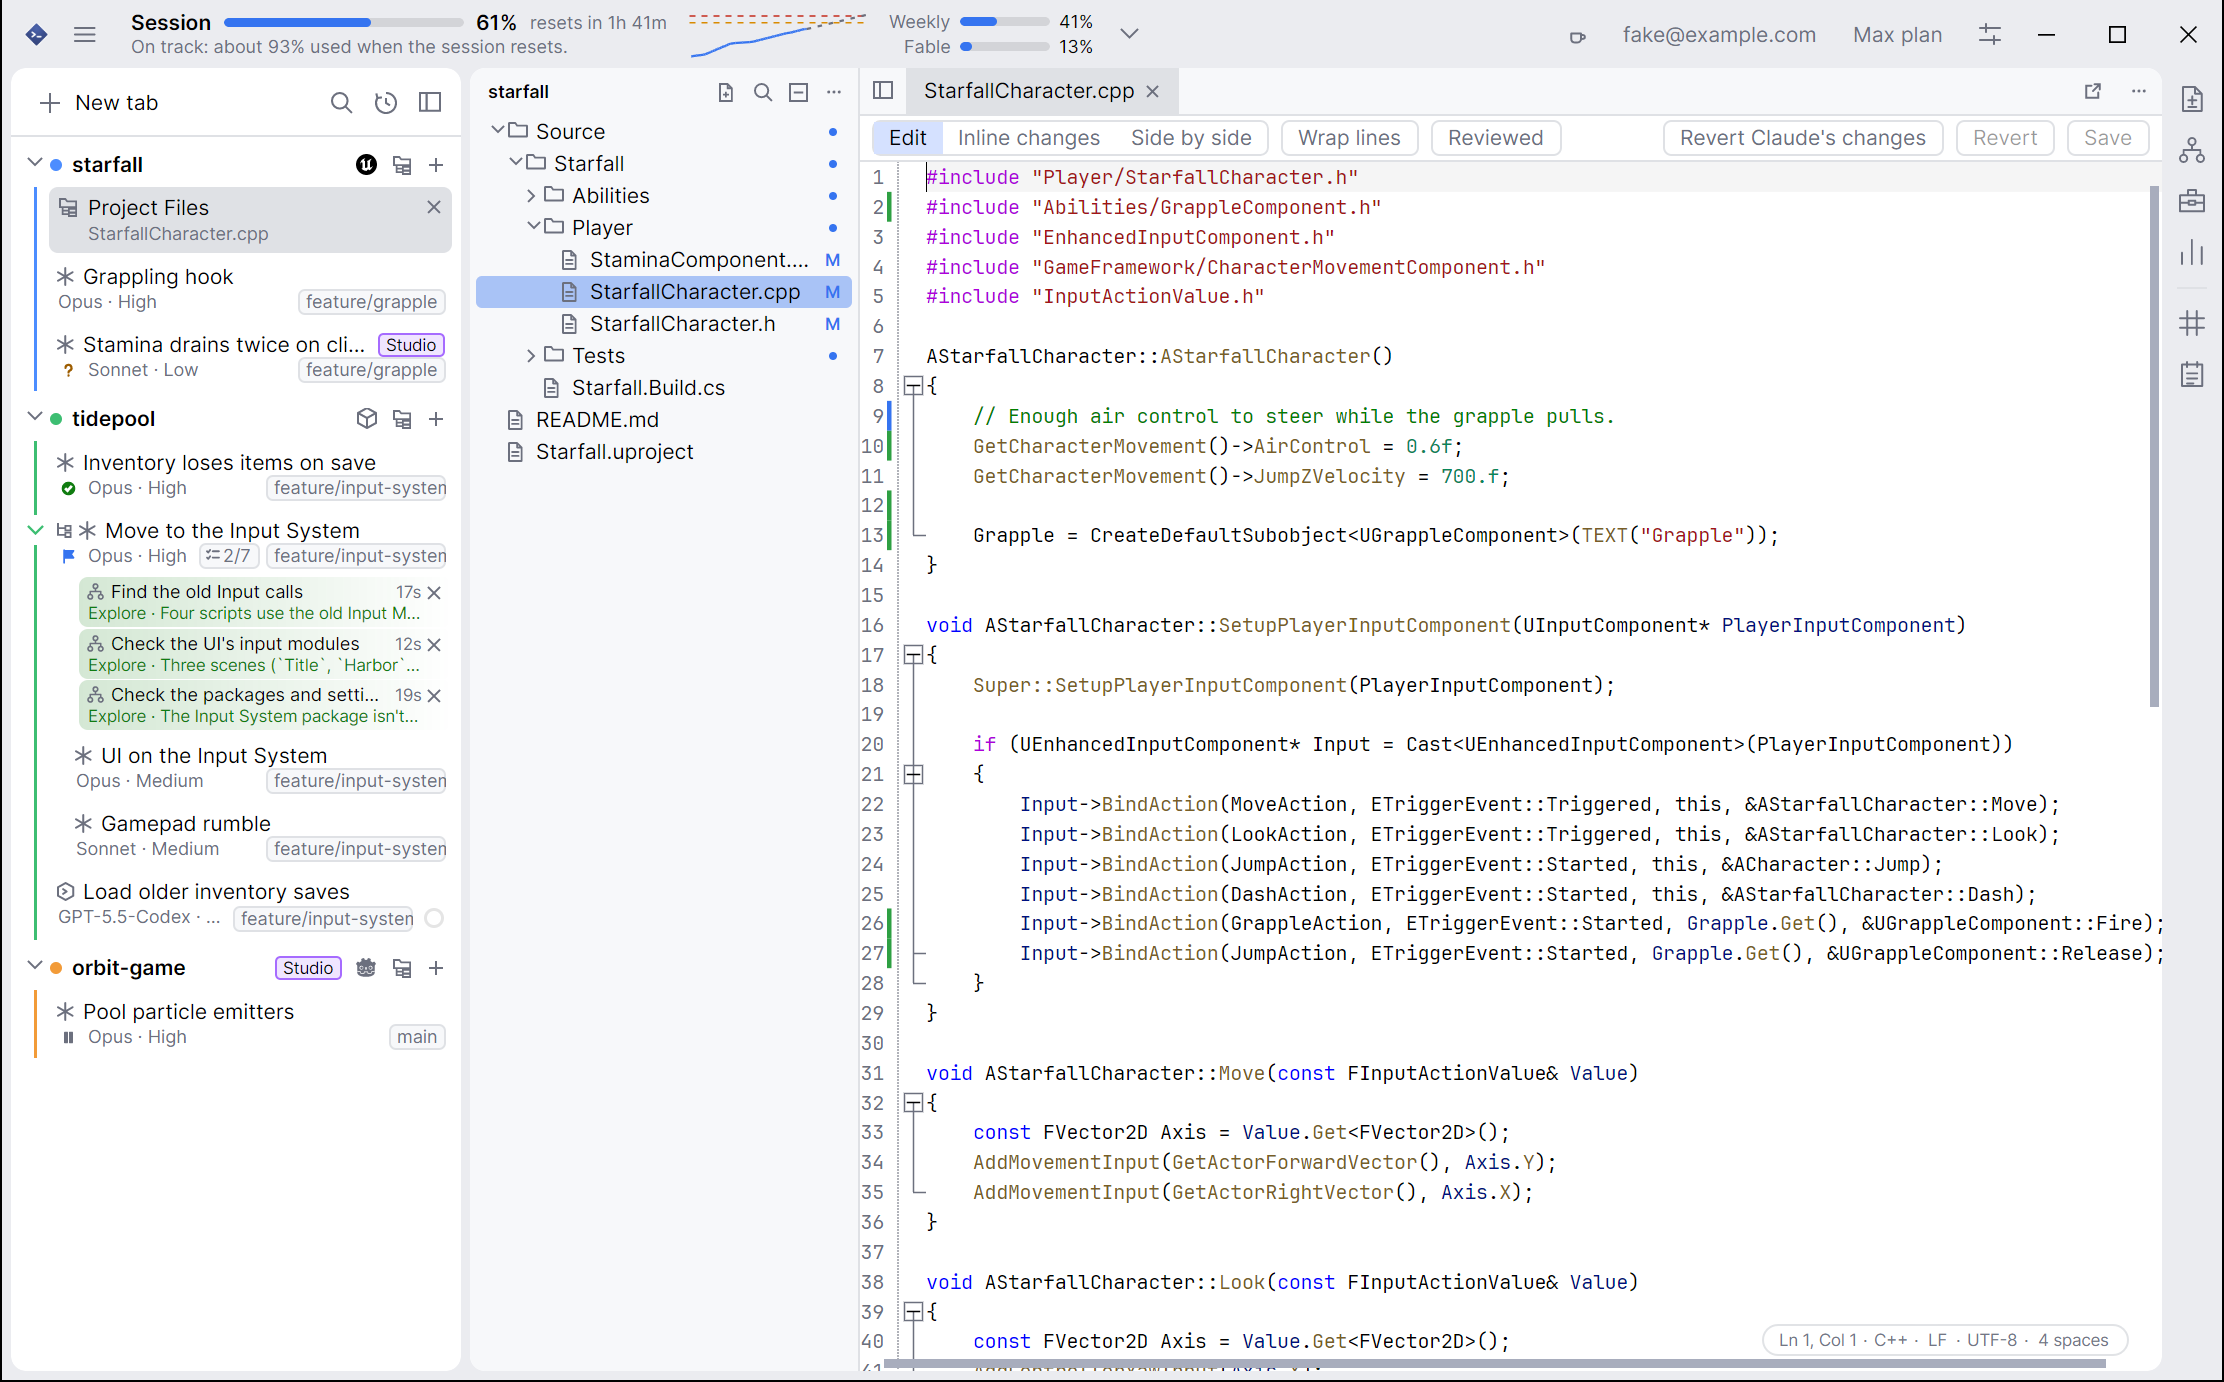 Session 61% resets in 1h 41m
On track: about 93% used when the session resets.
Weekly 41%
Fable 13%
fake@example.com Max plan
New tab
starfall
Project Files
StarfallCharacter.cpp
Grappling hook
Opus · High feature/grapple
Stamina drains twice on cli... Studio
? Sonnet · Low feature/grapple
tidepool
Inventory loses items on save
Opus · High feature/input-system
Move to the Input System
Opus · High 2/7 feature/input-system
Find the old Input calls 17s
Explore · Four scripts use the old Input M...
Check the UI's input modules 12s
Explore · Three scenes (`Title`, `Harbor`...
Check the packages and setti... 19s
Explore · The Input System package isn't...
UI on the Input System
Opus · Medium feature/input-system
Gamepad rumble
Sonnet · Medium feature/input-system
Load older inventory saves
GPT-5.5-Codex · ... feature/input-system
orbit-game Studio
Pool particle emitters
Opus · High main
starfall
Source
Starfall
Abilities
Player
StaminaComponent.... M
StarfallCharacter.cpp M
StarfallCharacter.h M
Tests
Starfall.Build.cs
README.md
Starfall.uproject
StarfallCharacter.cpp
Edit Inline changes Side by side Wrap lines Reviewed Revert Claude's changes Revert Save
1 #include "Player/StarfallCharacter.h"
2 #include "Abilities/GrappleComponent.h"
3 #include "EnhancedInputComponent.h"
4 #include "GameFramework/CharacterMovementComponent.h"
5 #include "InputActionValue.h"
6
7 AStarfallCharacter::AStarfallCharacter()
8 {
9 // Enough air control to steer while the grapple pulls.
10 GetCharacterMovement()->AirControl = 0.6f;
11 GetCharacterMovement()->JumpZVelocity = 700.f;
12
13 Grapple = CreateDefaultSubobject<UGrappleComponent>(TEXT("Grapple"));
14 }
15
16 void AStarfallCharacter::SetupPlayerInputComponent(UInputComponent* PlayerInputComponent)
17 {
18 Super::SetupPlayerInputComponent(PlayerInputComponent);
19
20 if (UEnhancedInputComponent* Input = Cast<UEnhancedInputComponent>(PlayerInputComponent))
21 {
22 Input->BindAction(MoveAction, ETriggerEvent::Triggered, this, &AStarfallCharacter::Move);
23 Input->BindAction(LookAction, ETriggerEvent::Triggered, this, &AStarfallCharacter::Look);
24 Input->BindAction(JumpAction, ETriggerEvent::Started, this, &ACharacter::Jump);
25 Input->BindAction(DashAction, ETriggerEvent::Started, this, &AStarfallCharacter::Dash);
26 Input->BindAction(GrappleAction, ETriggerEvent::Started, Grapple.Get(), &UGrappleComponent::Fire);
27 Input->BindAction(JumpAction, ETriggerEvent::Started, Grapple.Get(), &UGrappleComponent::Release);
28 }
29 }
30
31 void AStarfallCharacter::Move(const FInputActionValue& Value)
32 {
33 const FVector2D Axis = Value.Get<FVector2D>();
34 AddMovementInput(GetActorForwardVector(), Axis.Y);
35 AddMovementInput(GetActorRightVector(), Axis.X);
36 }
37
38 void AStarfallCharacter::Look(const FInputActionValue& Value)
39 {
40 const FVector2D Axis = Value.Get<FVector2D>();
Ln 1, Col 1 · C++ · LF · UTF-8 · 4 spaces